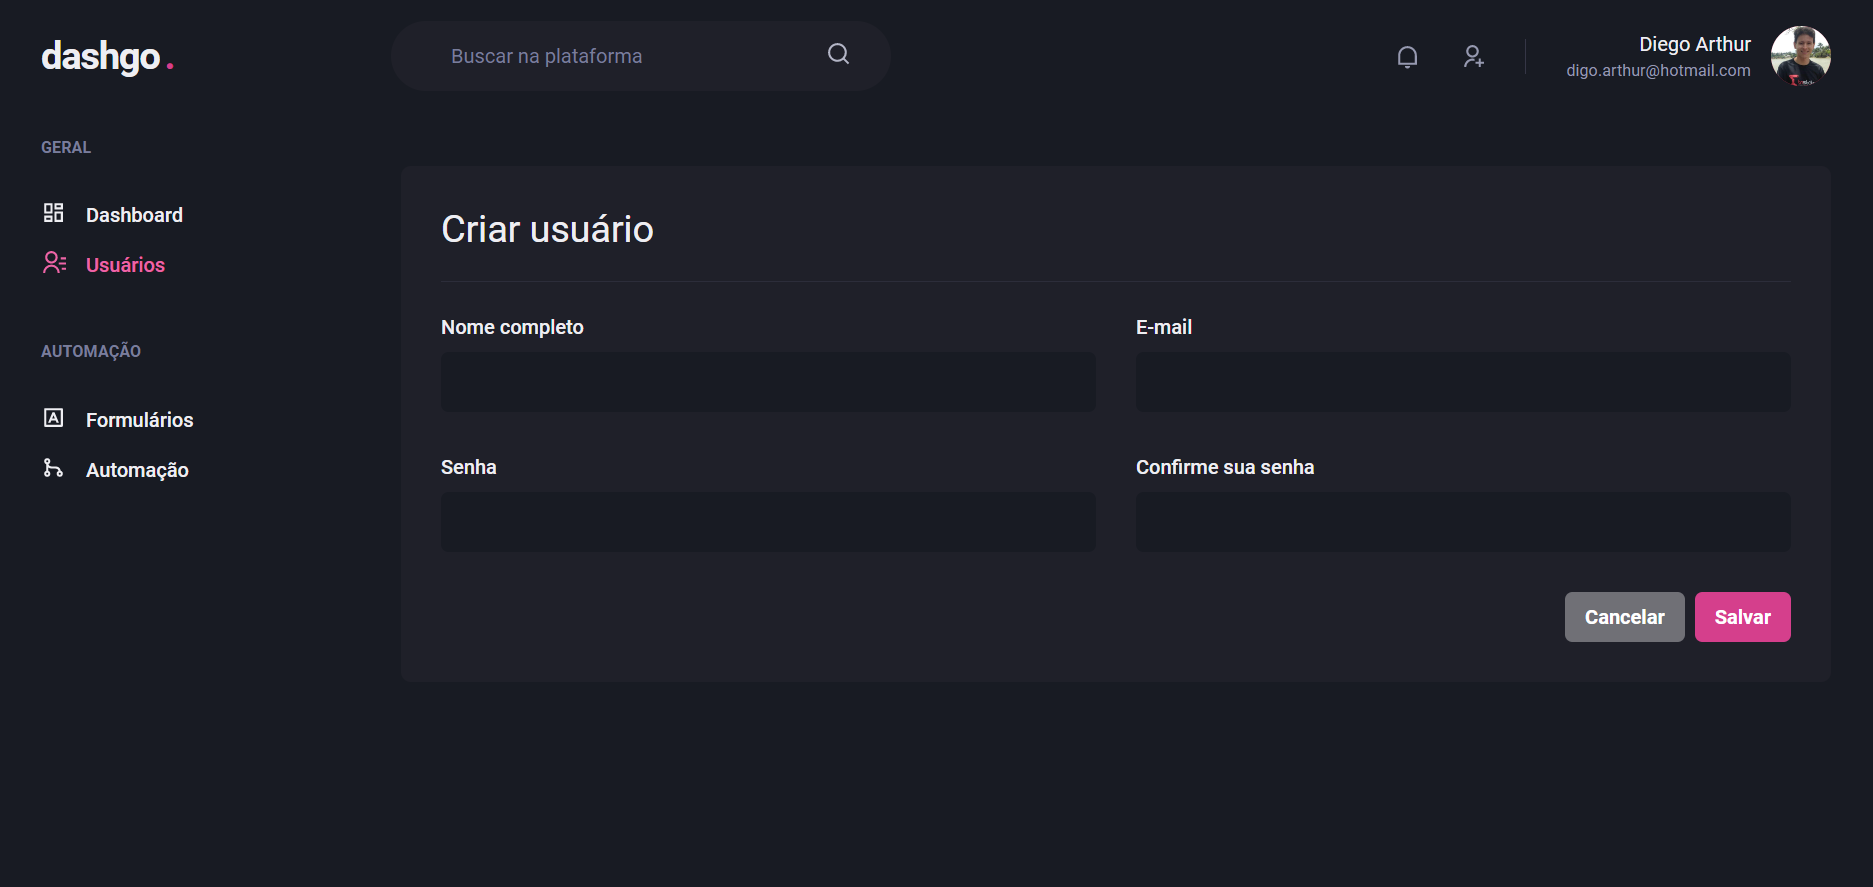 dashgo.
Buscar na plataforma
Diego Arthur
digo.arthur@hotmail.com
GERAL
Dashboard
Usuários
AUTOMAÇÃO
Formulários
Automação
Criar usuário
Nome completo
E-mail
Senha
Confirme sua senha
Cancelar
Salvar